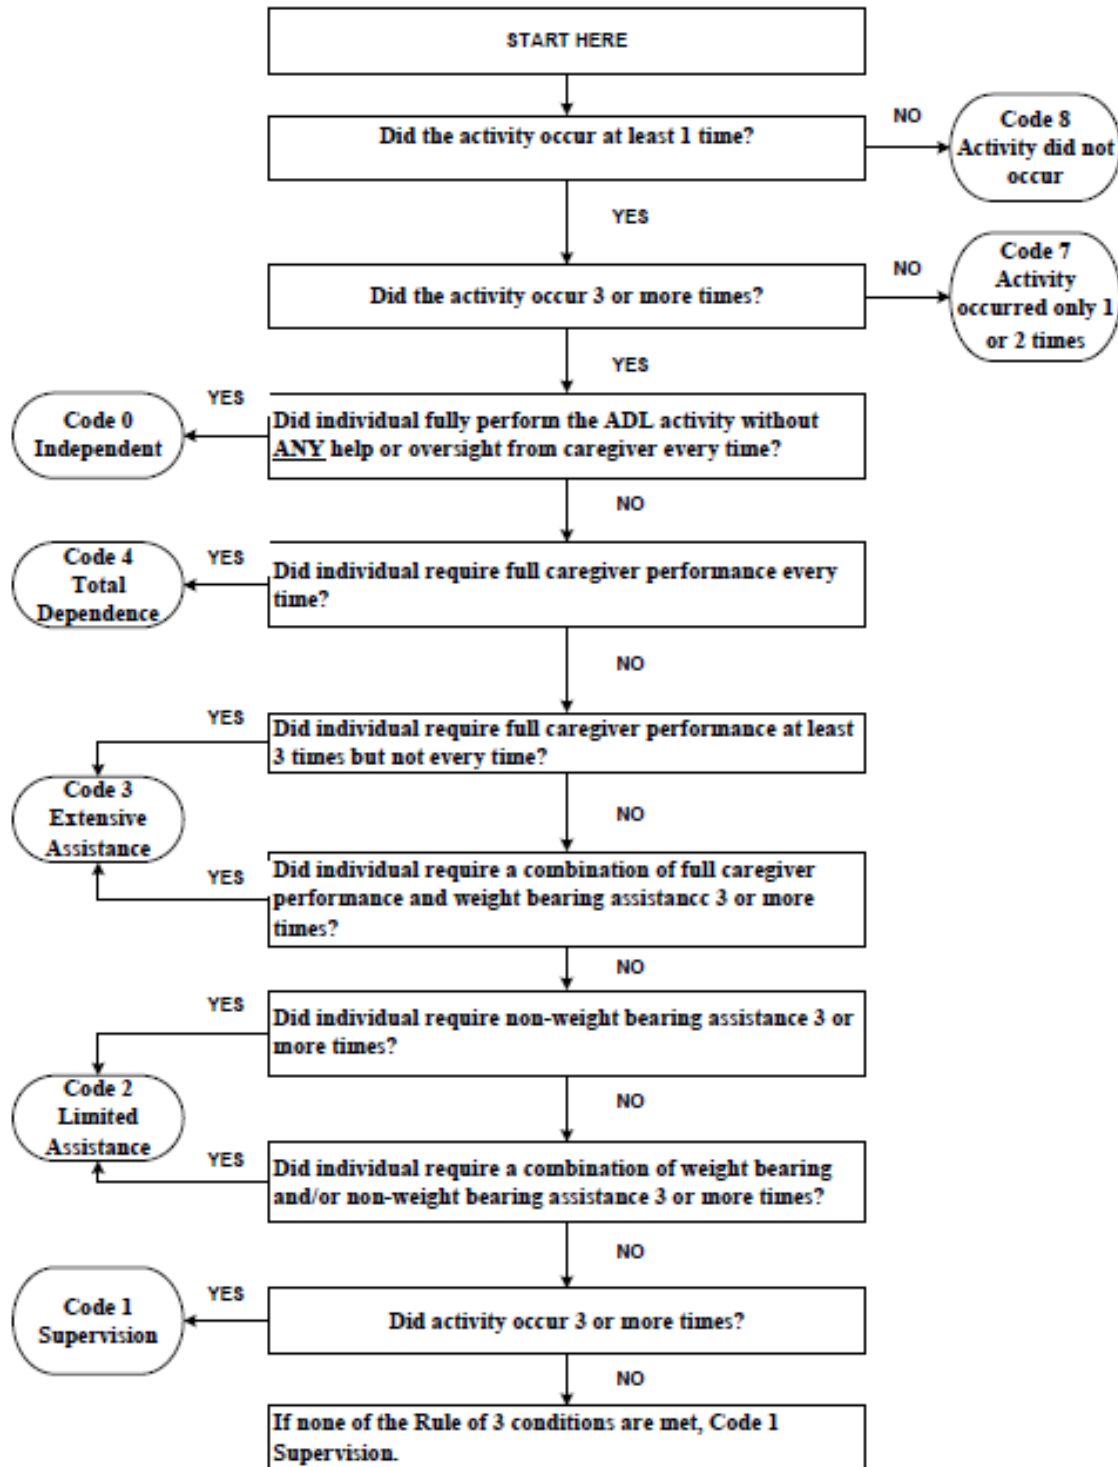 START HERE
Did the activity occur at least 1 time?
NO
Code 8
Activity did not
occur
YES
Did the activity occur 3 or more times?
NO
Code 7
Activity
occurred only 1
or 2 times
YES
Code 0
Independent
YES
Did individual fully perform the ADL activity without
ANY help or oversight from caregiver every time?
NO
Code 4
Total
Dependence
YES
Did individual require full caregiver performance every
time?
NO
YES
Did individual require full caregiver performance at least
3 times but not every time?
Code 3
Extensive
Assistance
NO
YES
Did individual require a combination of full caregiver
performance and weight bearing assistance 3 or more
times?
NO
YES
Did individual require non-weight bearing assistance 3 or
more times?
Code 2
Limited
Assistance
NO
YES
Did individual require a combination of weight bearing
and/or non-weight bearing assistance 3 or more times?
NO
Code 1
Supervision
YES
Did activity occur 3 or more times?
NO
If none of the Rule of 3 conditions are met, Code 1
Supervision.